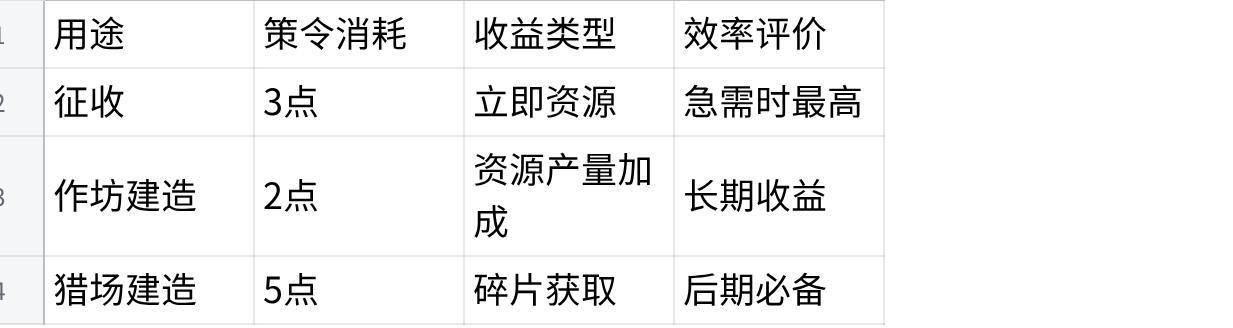 1 用途 策令消耗 收益类型 效率评价
2 征收 3点 立即资源 急需时最高
3 作坊建造 2点 资源产量加 长期收益
成
4 猎场建造 5点 碎片获取 后期必备